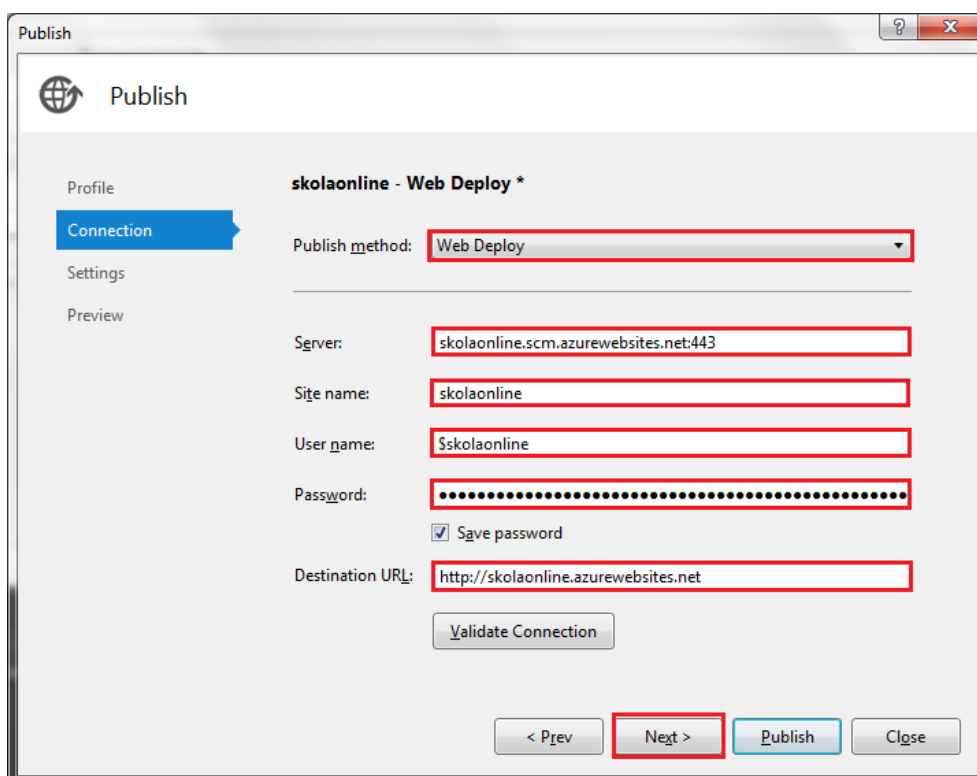 Publish
?
X
Publish
Profile
Connection
Settings
Preview
skolaonline - Web Deploy *
Publish method: Web Deploy
Server: skolaonline.scm.azurewebsites.net:443
Site name: skolaonline
User name: $skolaonline
Password: ●●●●●●●●●●●●●●●●●●●●●●●●●●●●●●●●●●●●●●●●●●●●●●●●●
Save password
Destination URL: http://skolaonline.azurewebsites.net
Validate Connection
< Prev Next > Publish Close